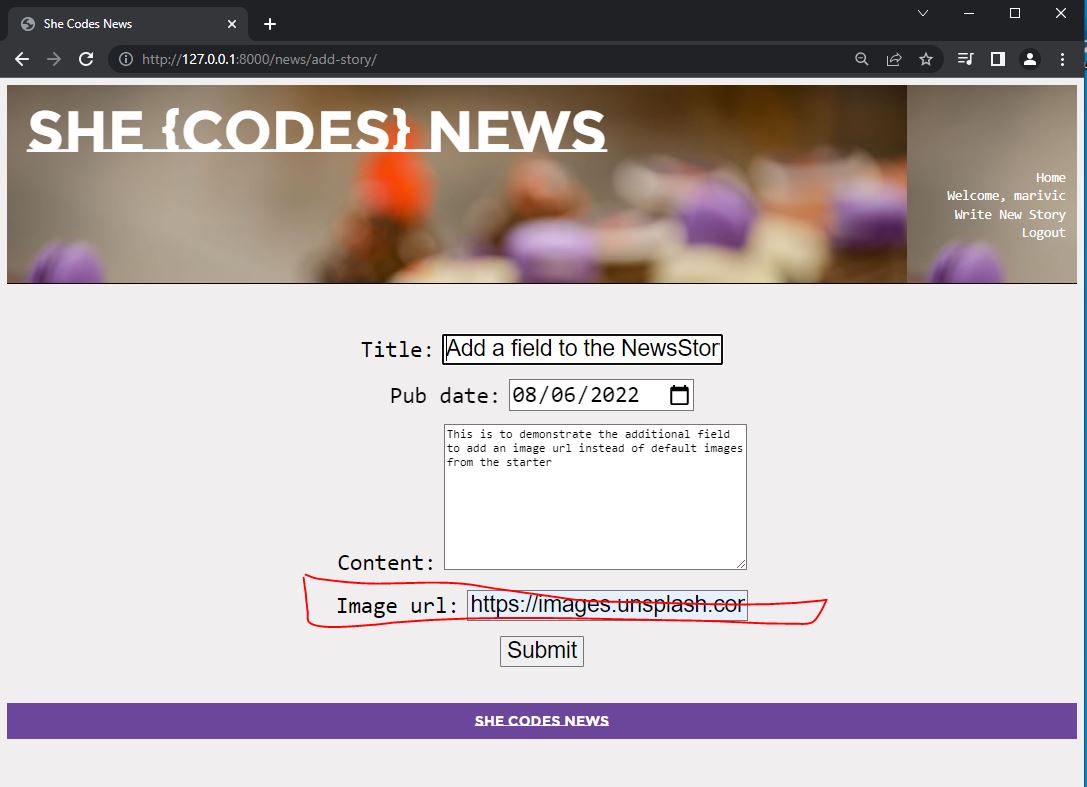 She Codes News
http://127.0.0.1:8000/news/add-story/
SHE {CODES} NEWS
Home
Welcome, marivic
Write New Story
Logout
Title: Add a field to the NewsStor
Pub date: 08/06/2022
This is to demonstrate the additional field
to add an image url instead of default images
from the starter
Content:
Image url: https://images.unsplash.cor
Submit
SHE CODES NEWS